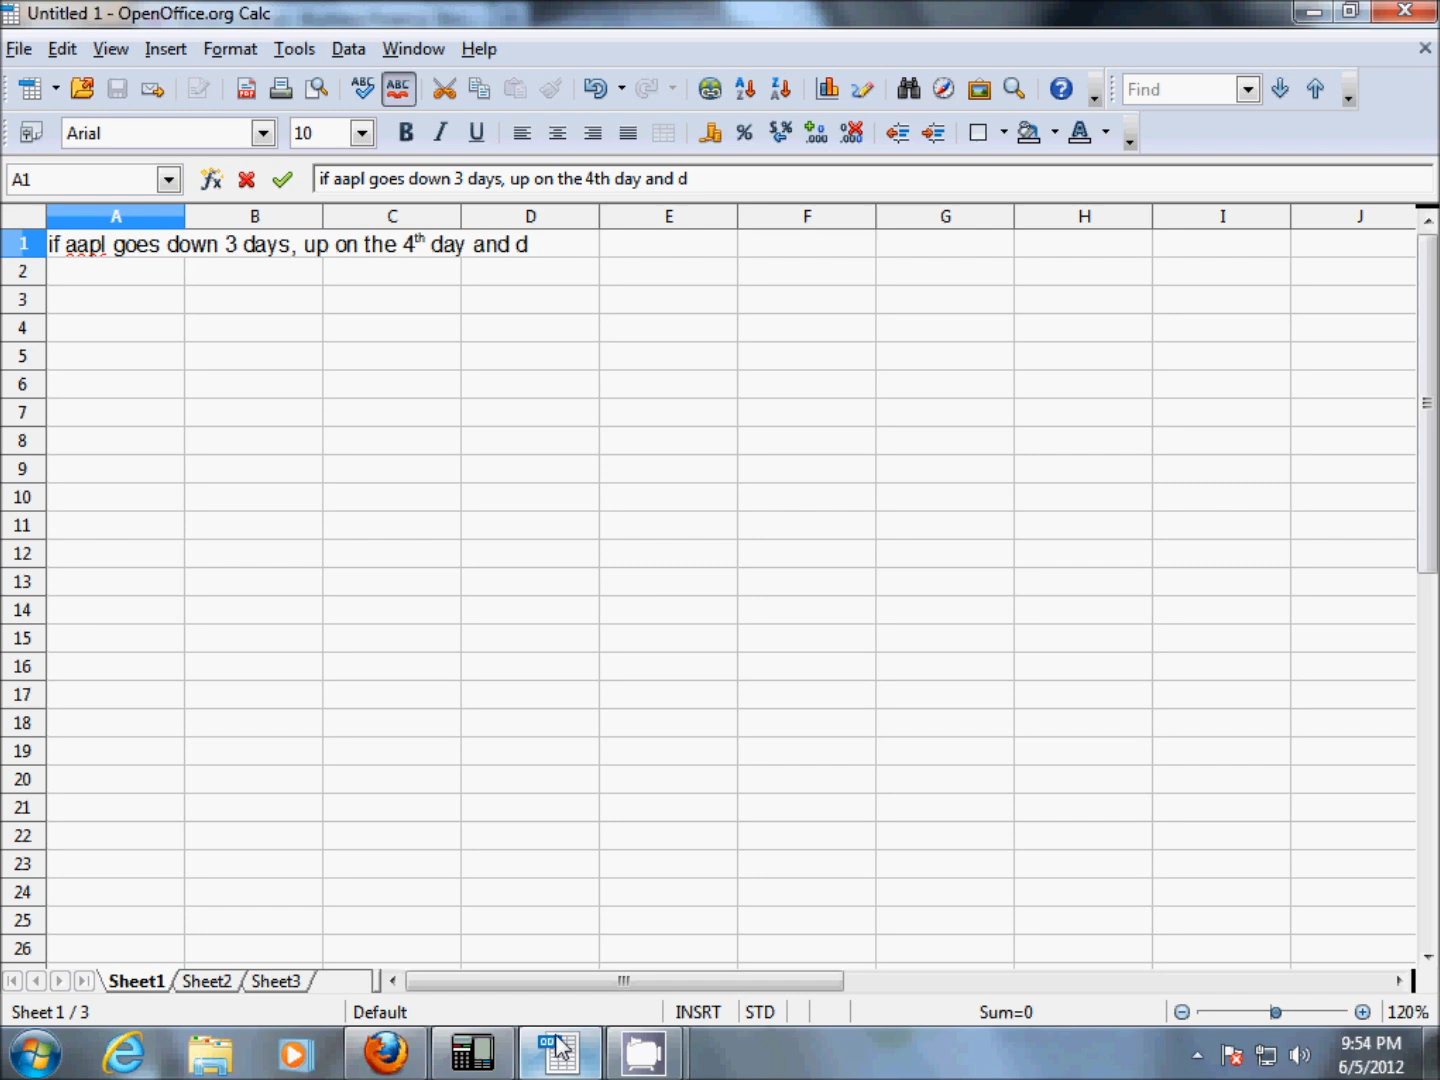 Untitled 1 - OpenOffice.org Calc
File Edit View Insert Format Tools Data Window Help
Find
Arial 10
A1 if aapl goes down 3 days, up on the 4th day and d
A B C D E F G H I J
1 if aapl goes down 3 days, up on the 4th day and d
2
3
4
5
6
7
8
9
10
11
12
13
14
15
16
17
18
19
20
21
22
23
24
25
26
Sheet1 Sheet2 Sheet3
Sheet 1 / 3 Default INSRT STD Sum=0 120%
9:54 PM
6/5/2012